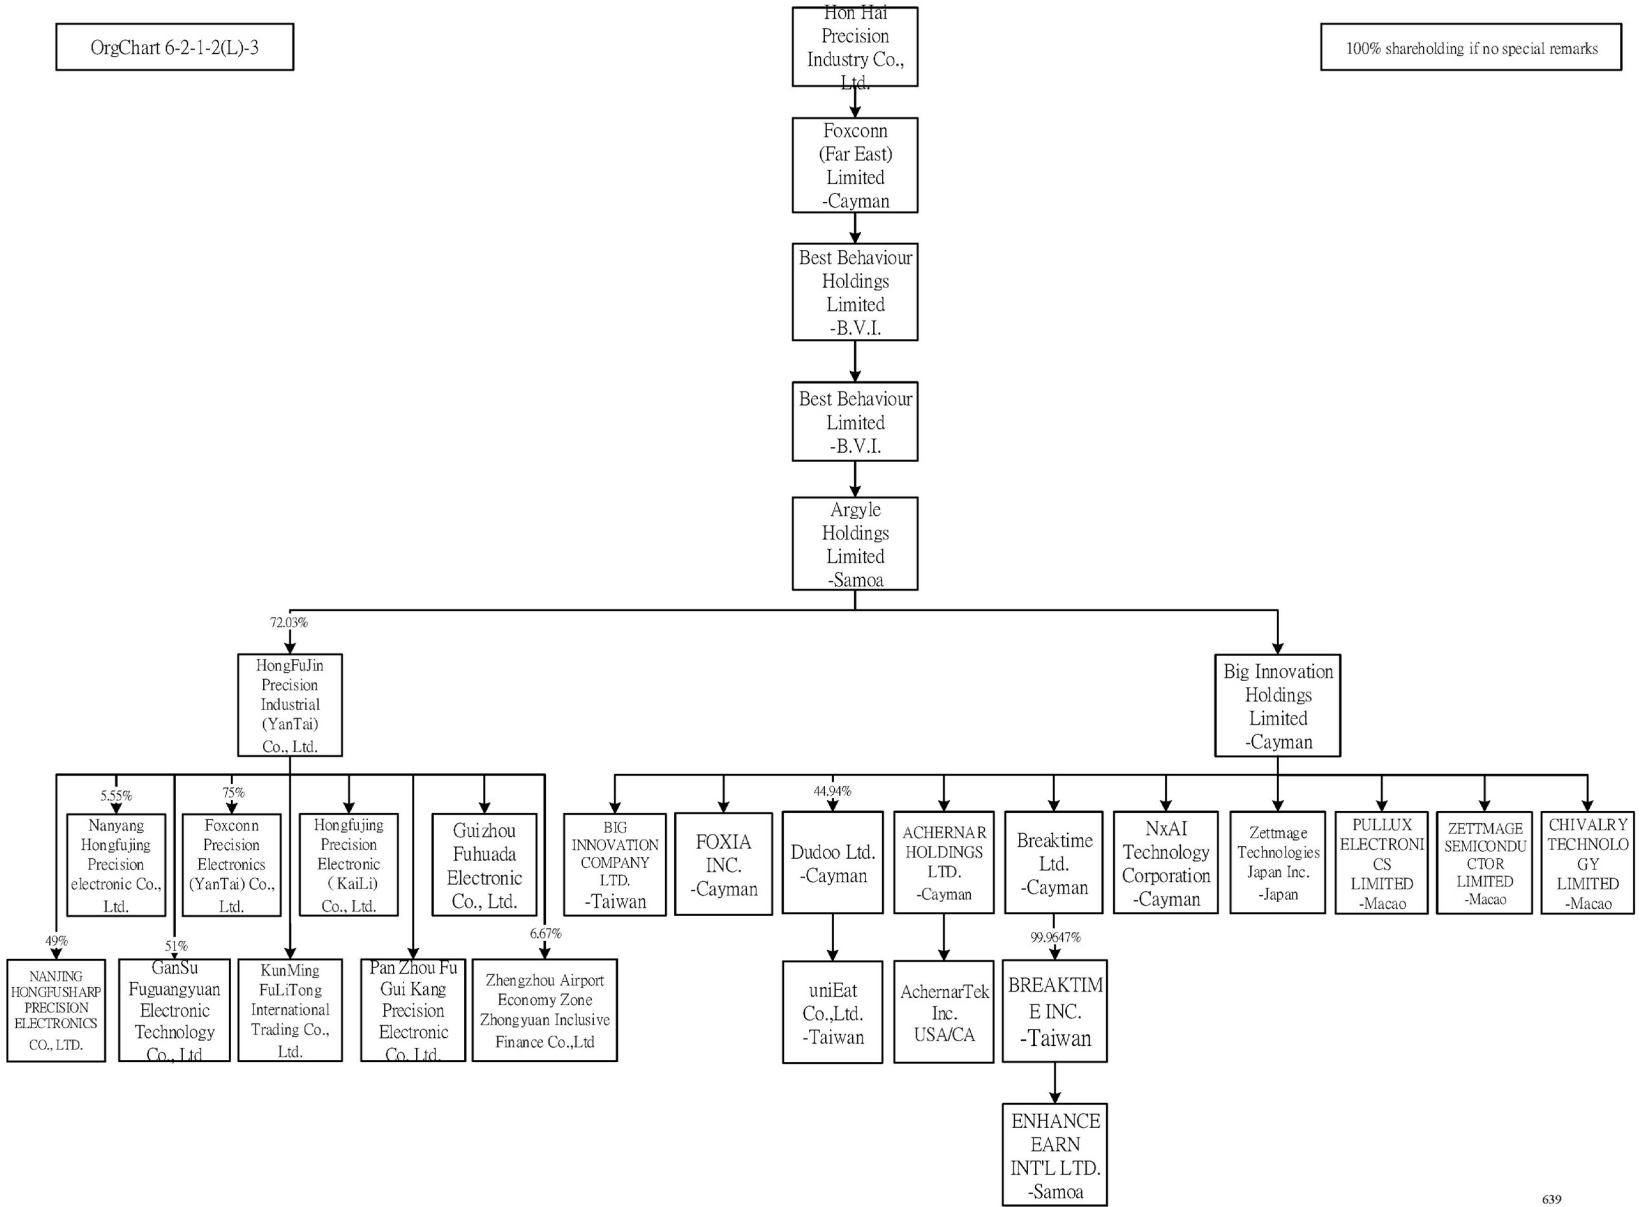 OrgChart 6-2-1-2(L)-3
Hon Hai
Precision
Industry Co.,
Ltd.
100% shareholding if no special remarks
Foxconn
(Far East)
Limited
-Cayman
Best Behaviour
Holdings
Limited
-B.V.I.
Best Behaviour
Limited
-B.V.I.
Argyle
Holdings
Limited
-Samoa
72.03%
HongFuJin
Precision
Industrial
(YanTai)
Co., Ltd.
Big Innovation
Holdings
Limited
-Cayman
5.55%
75%
44.94%
Nanyang
Hongfujing
Precision
electronic Co.,
Ltd.
Foxconn
Precision
Electronics
(YanTai) Co.,
Ltd.
Hongfujing
Precision
Electronic
( KaiLi)
Co., Ltd.
Guizhou
Fuhuada
Electronic
Co., Ltd.
BIG
INNOVATION
COMPANY
LTD.
-Taiwan
FOXIA
INC.
-Cayman
Dudoo Ltd.
-Cayman
ACHERNAR
HOLDINGS
LTD.
-Cayman
Breaktime
Ltd.
-Cayman
NxAI
Technology
Corporation
-Cayman
Zettmage
Technologies
Japan Inc.
-Japan
PULLUX
ELECTRONI
CS
LIMITED
-Macao
ZETTMAGE
SEMICONDU
CTOR
LIMITED
-Macao
CHIVALRY
TECHNOLO
GY
LIMITED
-Macao
49%
51%
6.67%
99.9647%
NANJING
HONGFUSHARP
PRECISION
ELECTRONICS
CO., LTD.
GanSu
Fuguangyuan
Electronic
Technology
Co., Ltd
KunMing
FuLiTong
International
Trading Co.,
Ltd.
Pan Zhou Fu
Gui Kang
Precision
Electronic
Co. Ltd.
Zhengzhou Airport
Economy Zone
Zhongyuan Inclusive
Finance Co.,Ltd
uniEat
Co.,Ltd.
-Taiwan
AchernarTek
Inc.
USA/CA
BREAKTIM
E INC.
-Taiwan
ENHANCE
EARN
INT'L LTD.
-Samoa
639